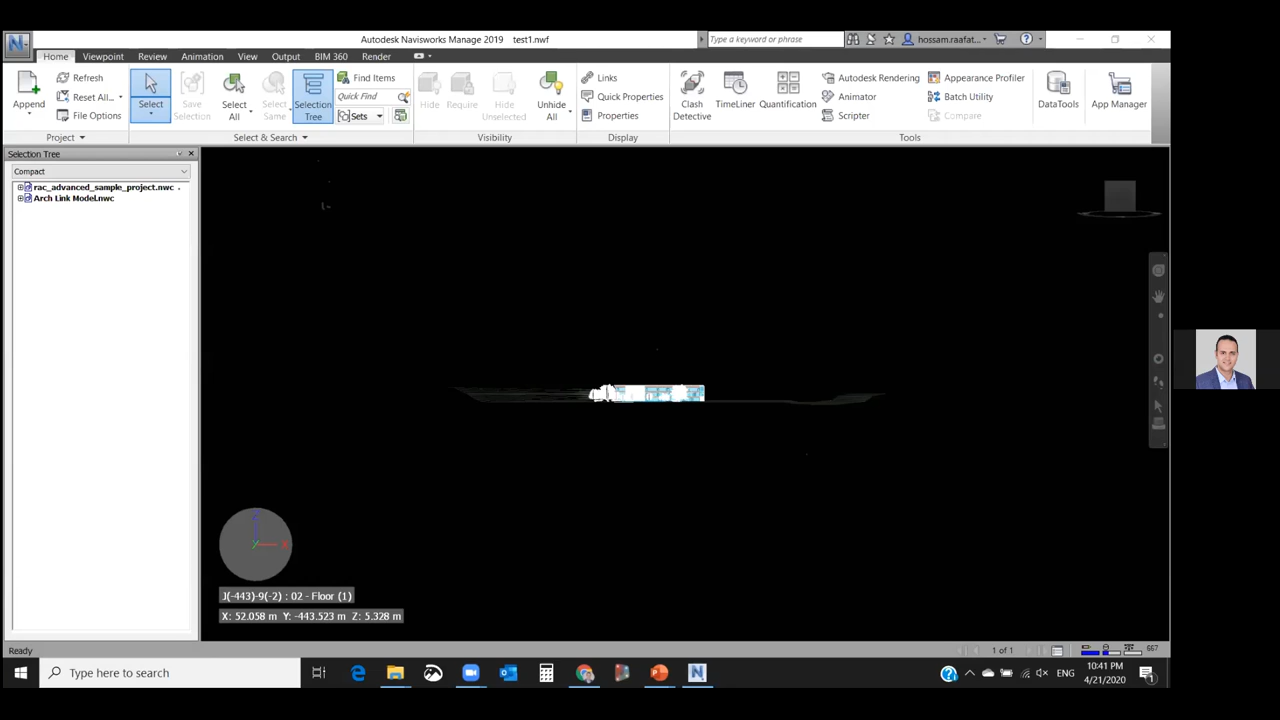 Autodesk Navisworks Manage 2019 test1.nwf
Type a keyword or phrase
hossam.raafat...
Home Viewpoint Review Animation View Output BIM 360 Render
Append
Refresh
Reset All...
File Options
Project
Select
Save Selection
Select All
Select Same
Selection Tree
Find Items
Quick Find
Sets
Select & Search
Hide
Require
Hide Unselected
Unhide All
Visibility
Links
Quick Properties
Properties
Display
Clash Detective
TimeLiner
Quantification
Autodesk Rendering
Animator
Scripter
Appearance Profiler
Batch Utility
Compare
Tools
DataTools
App Manager
Selection Tree
Compact
rac_advanced_sample_project.nwc
Arch Link Model.nwc
J(-443)-9(-2) : 02 - Floor (1)
X: 52.058 m Y: -443.523 m Z: 5.328 m
Ready
1 of 1
667
Type here to search
ENG
10:41 PM
4/21/2020